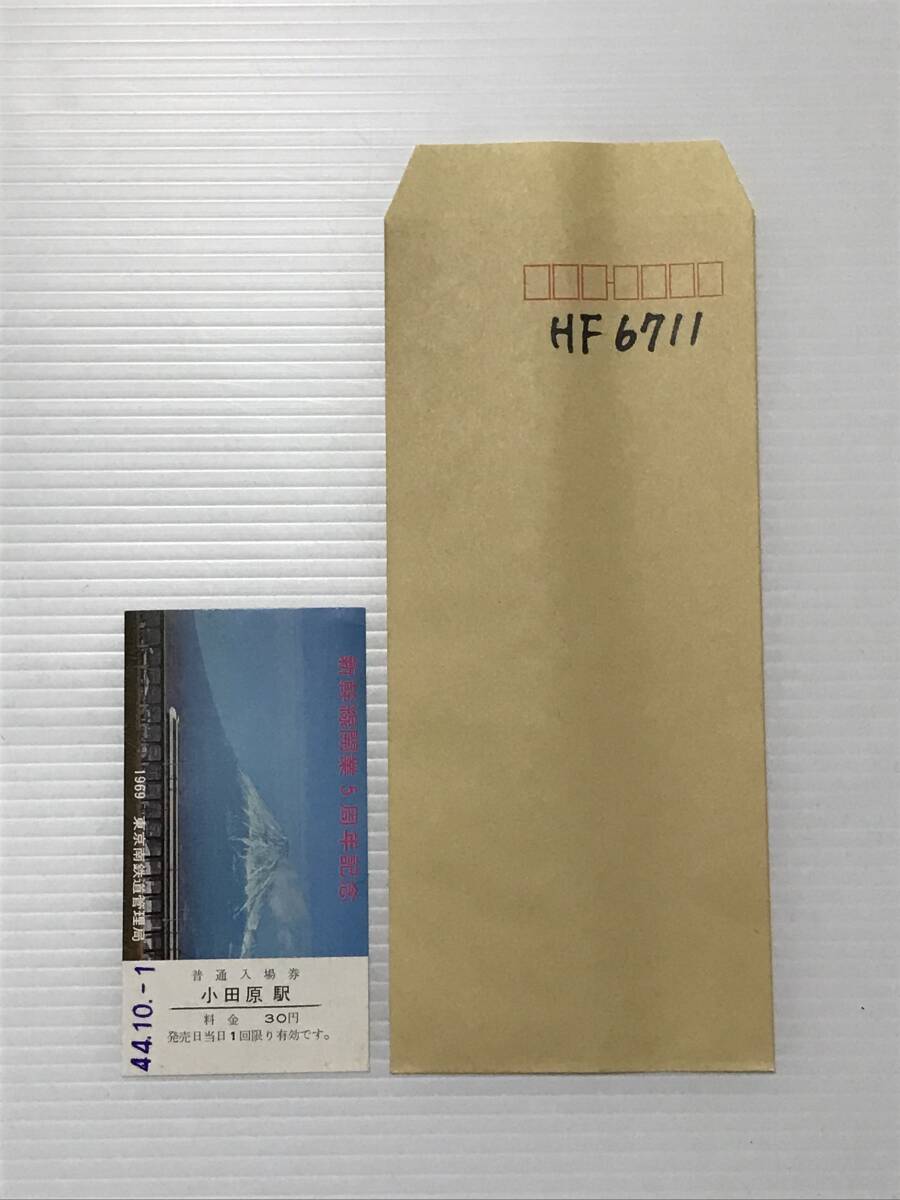 HF6711
新幹線開業5周年記念
1969 東京南鉄道管理局
普通入場券
小田原駅
料金 30円
発売日当日1回限り有効です。
44.10.-1